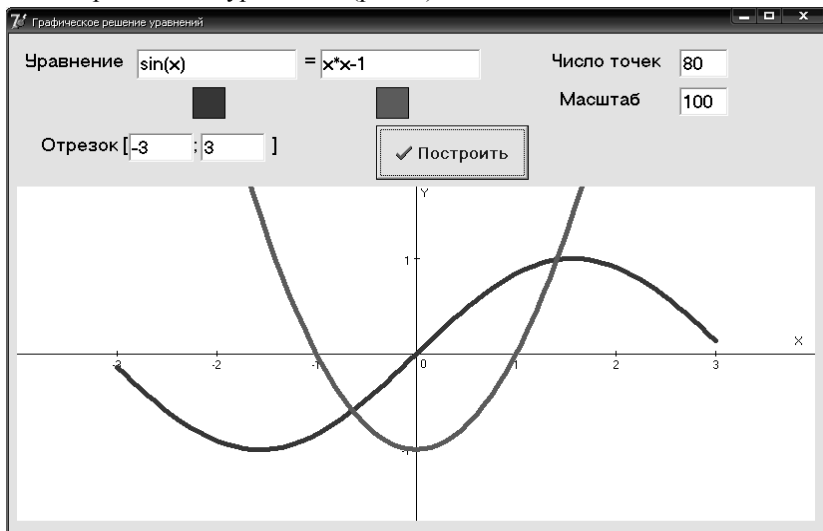 Графическое решение уравнений
Уравнение sin(x) = x*x-1 Число точек 80
Масштаб 100
Отрезок [ -3 ; 3 ] Построить
Y
1
X
-3 -2 -1 0 1 2 3
-1